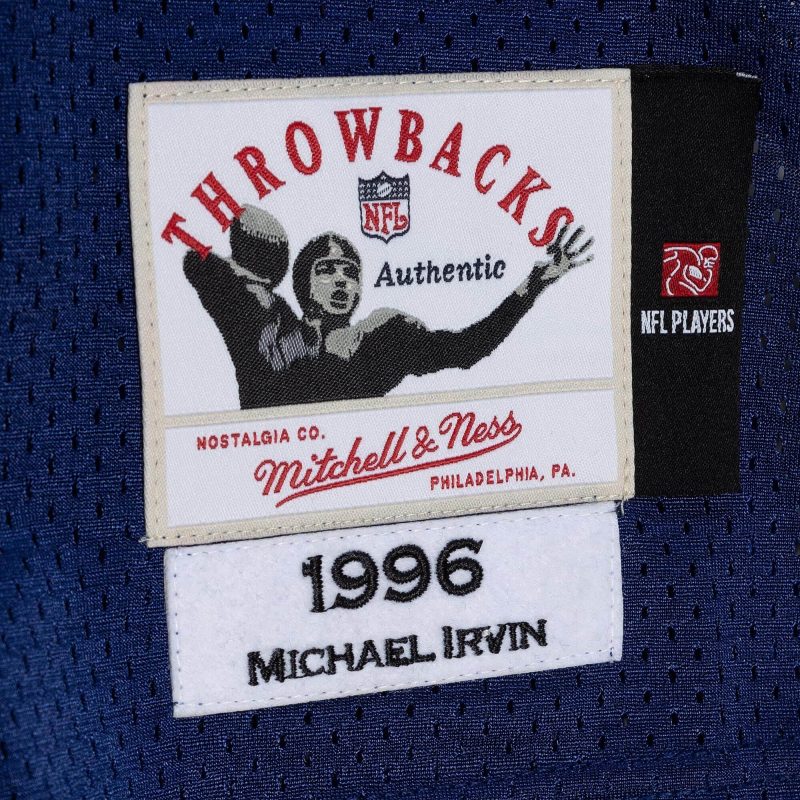 THROWBACKS
NFL
Authentic
NFL PLAYERS
NOSTALGIA CO.
Mitchell & Ness
PHILADELPHIA, PA.
1996
MICHAEL IRVIN